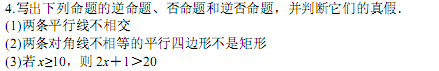 4.写出下列命题的逆命题、否命题和逆否命题，并判断它们的真假．
(1)两条平行线不相交
(2)两条对角线不相等的平行四边形不是矩形
(3)若x≥10，则 2x+1＞20